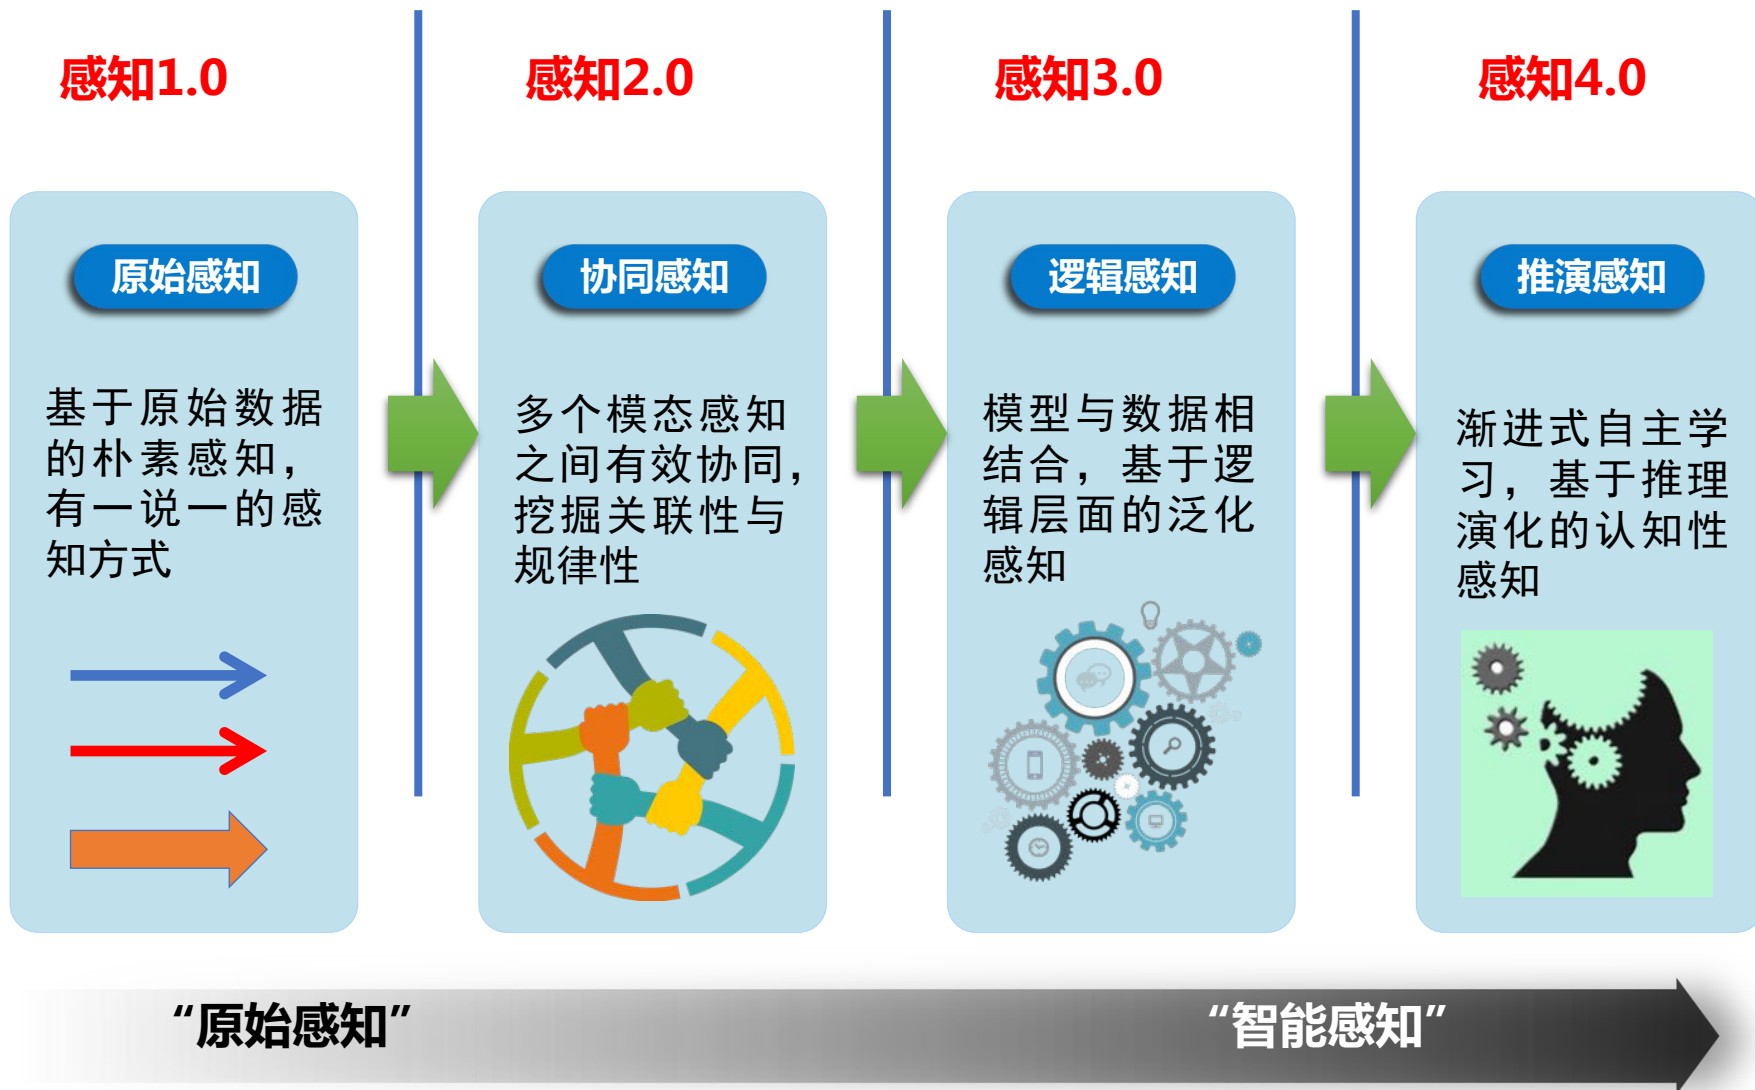 感知1.0
感知2.0
感知3.0
感知4.0
原始感知
基于原始数据
的朴素感知，
有一说一的感
知方式
协同感知
多个模态感知
之间有效协同，
挖掘关联性与
规律性
逻辑感知
模型与数据相
结合，基于逻
辑层面的泛化
感知
推演感知
渐进式自主学
习，基于推理
演化的认知性
感知
“原始感知”
“智能感知”